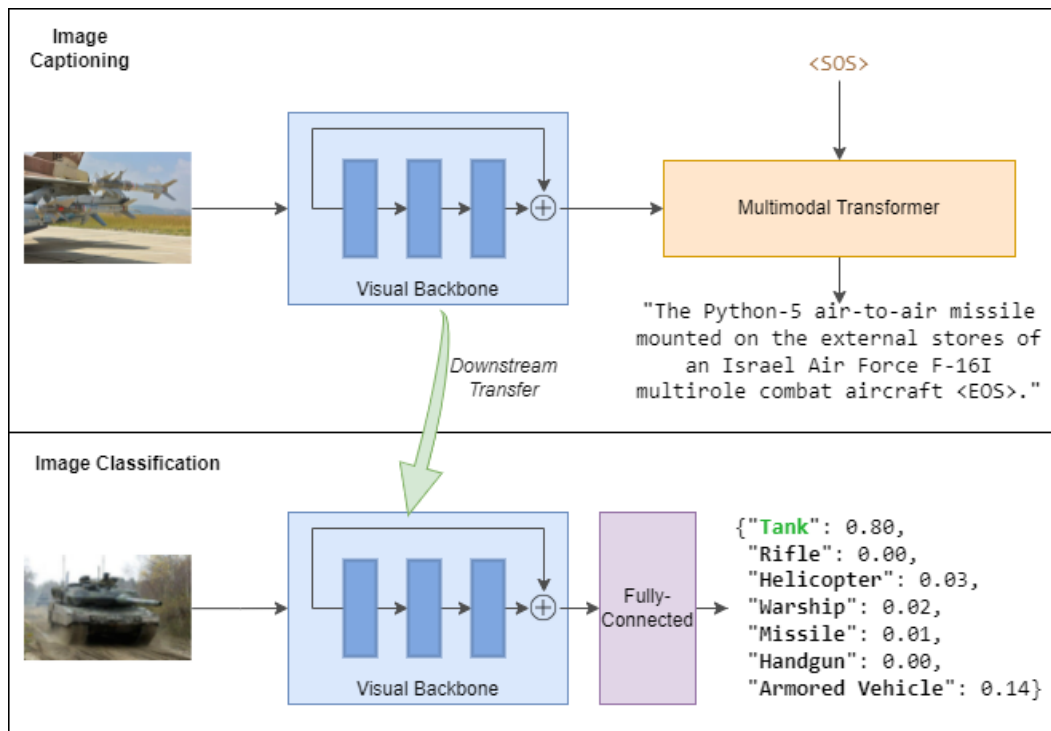 Image
Captioning
<SOS>
Multimodal Transformer
Visual Backbone
"The Python-5 air-to-air missile
mounted on the external stores of
an Israel Air Force F-16I
multirole combat aircraft <EOS>."
Downstream
Transfer
Image Classification
Visual Backbone
Fully-
Connected
{"Tank": 0.80,
"Rifle": 0.00,
"Helicopter": 0.03,
"Warship": 0.02,
"Missile": 0.01,
"Handgun": 0.00,
"Armored Vehicle": 0.14}